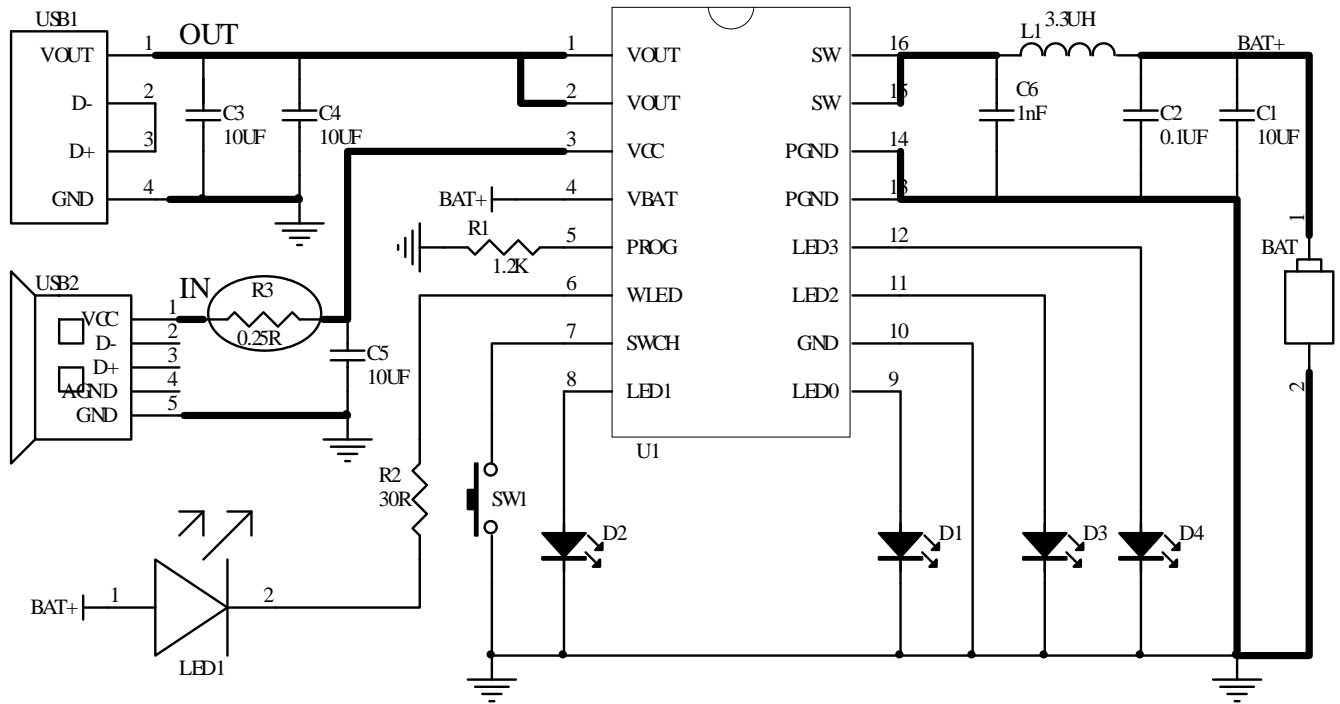 USB1
VOUT 1
D- 2
D+ 3
GND 4
OUT
C3
10UF
C4
10UF
1 VOUT
2 VOUT
3 VCC
BAT+ 4 VBAT
R1
1.2K
5 PROG
6 WLED
7 SWCH
8 LED1
SW 16
SW 15
PGND 14
PGND 13
LED3 12
LED2 11
GND 10
LED0 9
U1
L1 3.3UH
BAT+
C6
1nF
C2
0.1UF
C1
10UF
1
BAT
2
USB2
VCC 1
D- 2
D+ 3
AGND 4
GND 5
IN
R3
0.25R
C5
10UF
R2
30R
SW1
D2
D1
D3
D4
BAT+ 1
2
LED1